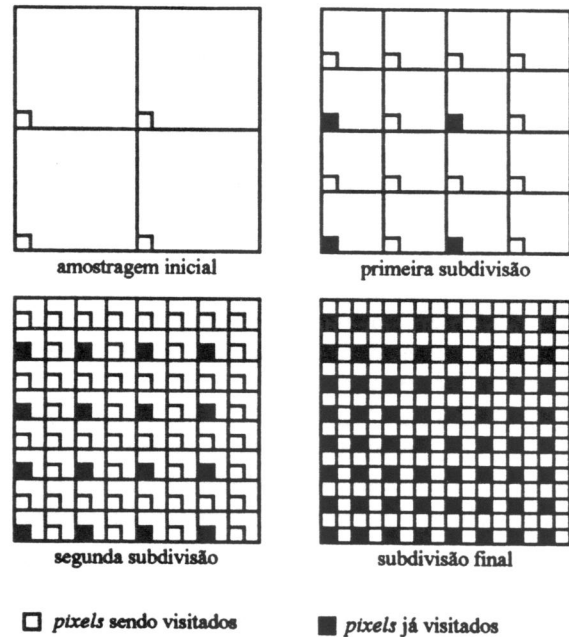 amostragem inicial
primeira subdivisão
segunda subdivisão
subdivisão final
pixels sendo visitados
pixels já visitados